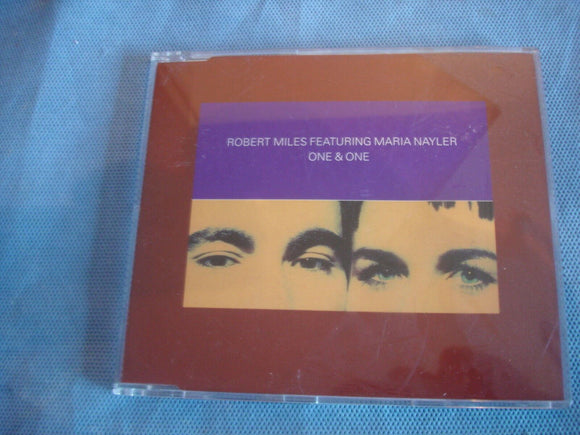 ROBERT MILES FEATURING MARIA NAYLER
ONE & ONE